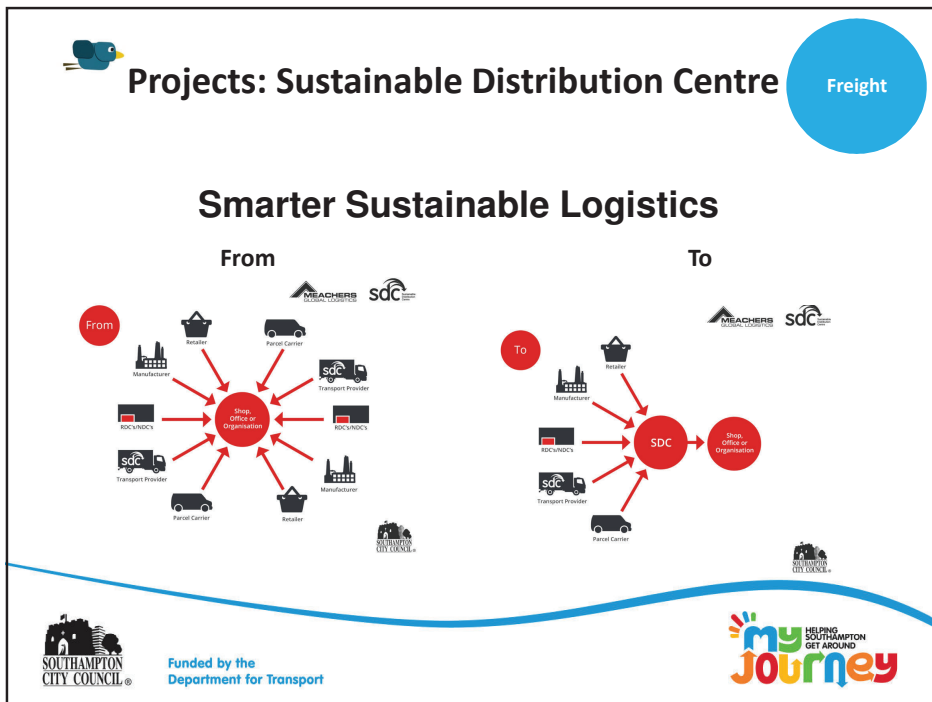 Projects: Sustainable Distribution Centre
Freight
Smarter Sustainable Logistics
From
MEACHERS
GLOBAL LOGISTICS
sdc
From
Retailer
Parcel Carrier
Manufacturer
sdc
Transport Provider
RDC's/NDC's
Shop,
Office or
Organisation
RDC's/NDC's
sdc
Transport Provider
Manufacturer
Parcel Carrier
Retailer
SOUTHAMPTON
CITY COUNCIL ®
To
MEACHERS
GLOBAL LOGISTICS
sdc
To
Retailer
Manufacturer
RDC's/NDC's
SDC
Shop,
Office or
Organisation
sdc
Transport Provider
Parcel Carrier
SOUTHAMPTON
CITY COUNCIL ®
SOUTHAMPTON
CITY COUNCIL ®
Funded by the
Department for Transport
my
HELPING
SOUTHAMPTON
GET AROUND
JOURNEY